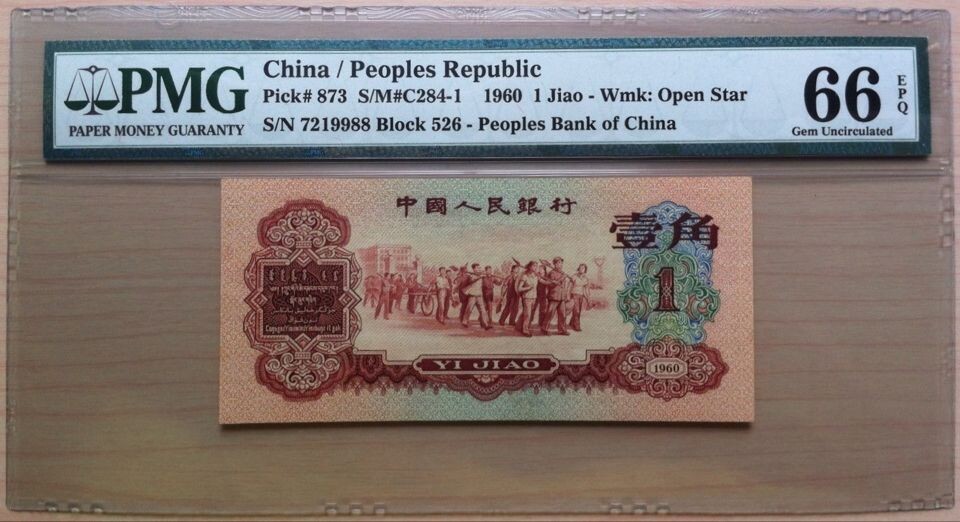 PMG
PAPER MONEY GUARANTY
China / Peoples Republic
Pick# 873 S/M#C284-1 1960 1 Jiao - Wmk: Open Star
S/N 7219988 Block 526 - Peoples Bank of China
66
EPQ
Gem Uncirculated
中國人民銀行
壹角
1
YI JIAO
1960